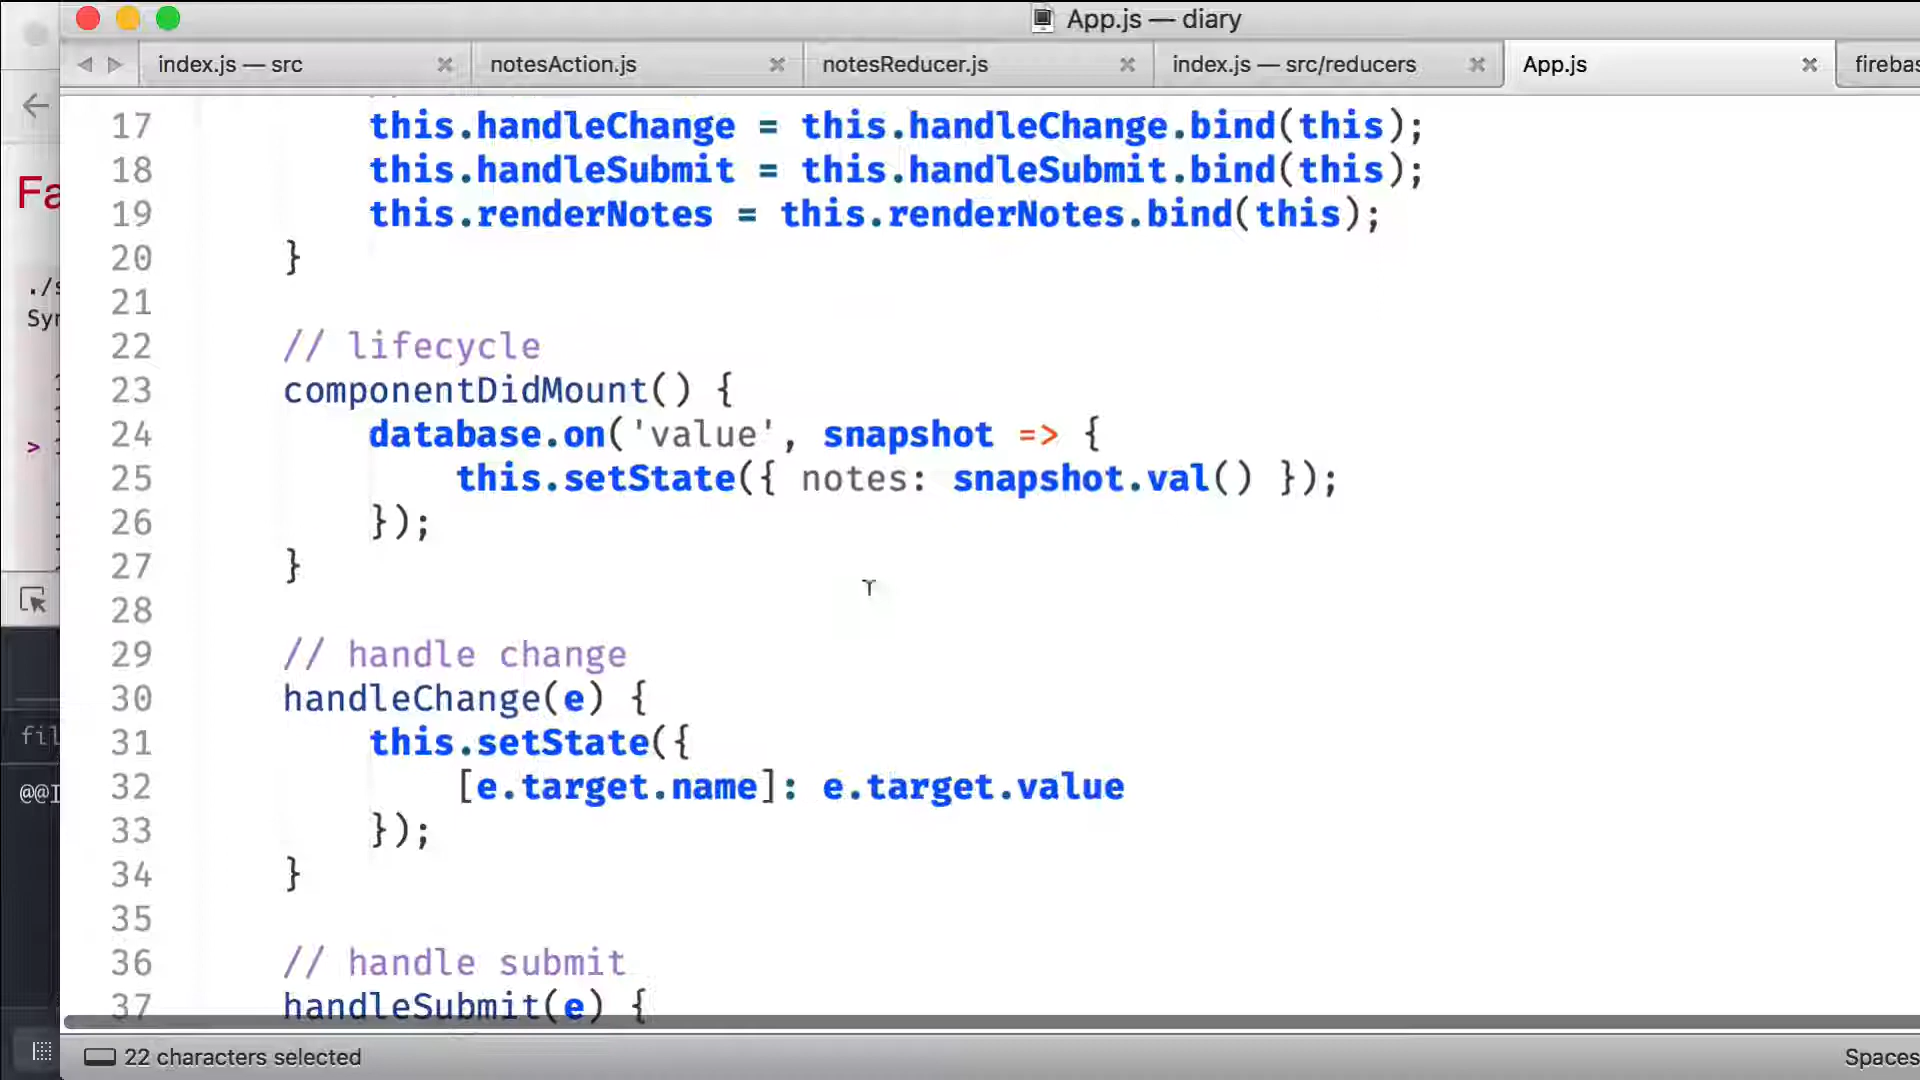 App.js — diary
index.js — src
notesAction.js
notesReducer.js
index.js — src/reducers
App.js
17 this.handleChange = this.handleChange.bind(this);
18 this.handleSubmit = this.handleSubmit.bind(this);
19 this.renderNotes = this.renderNotes.bind(this);
20 }
21
22 // lifecycle
23 componentDidMount() {
24 database.on('value', snapshot => {
25 this.setState({ notes: snapshot.val() });
26 });
27 }
28
29 // handle change
30 handleChange(e) {
31 this.setState({
32 [e.target.name]: e.target.value
33 });
34 }
35
36 // handle submit
37 handleSubmit(e) {
22 characters selected
Spaces